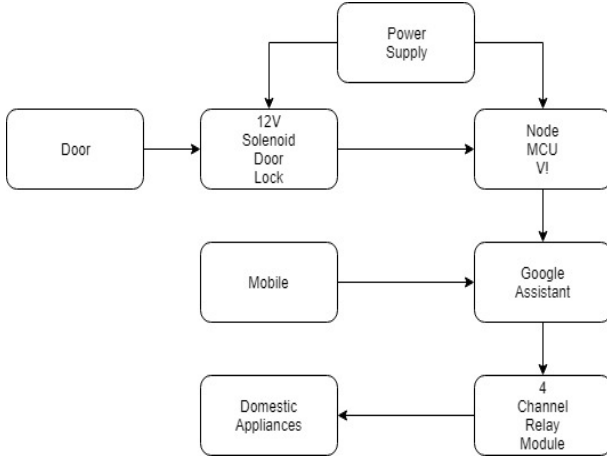 Power
Supply
Door
12V
Solenoid
Door
Lock
Node
MCU
V!
Mobile
Google
Assistant
Domestic
Appliances
4
Channel
Relay
Module